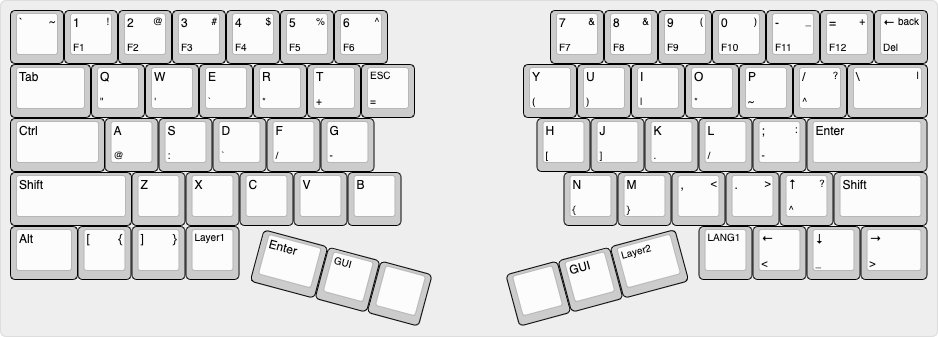 ` ~ 1 ! 2 @ 3 # 4 $ 5 % 6 ^ 7 & 8 & 9 ( 0 ) - _ = + ← back
F1 F2 F3 F4 F5 F6 F7 F8 F9 F10 F11 F12 Del
Tab Q W E R T ESC Y U I O P / ? \ |
" ' ` * + = ( ) | " ~ ^
Ctrl A S D F G H J K L ; : Enter
@ : ` / - [ ] . / -
Shift Z X C V B N M , < . > ↑ ? Shift
{ } ^
Alt [ { ] } Layer1 Enter GUI GUI Layer2 LANG1 ← ↓ →
< _ >